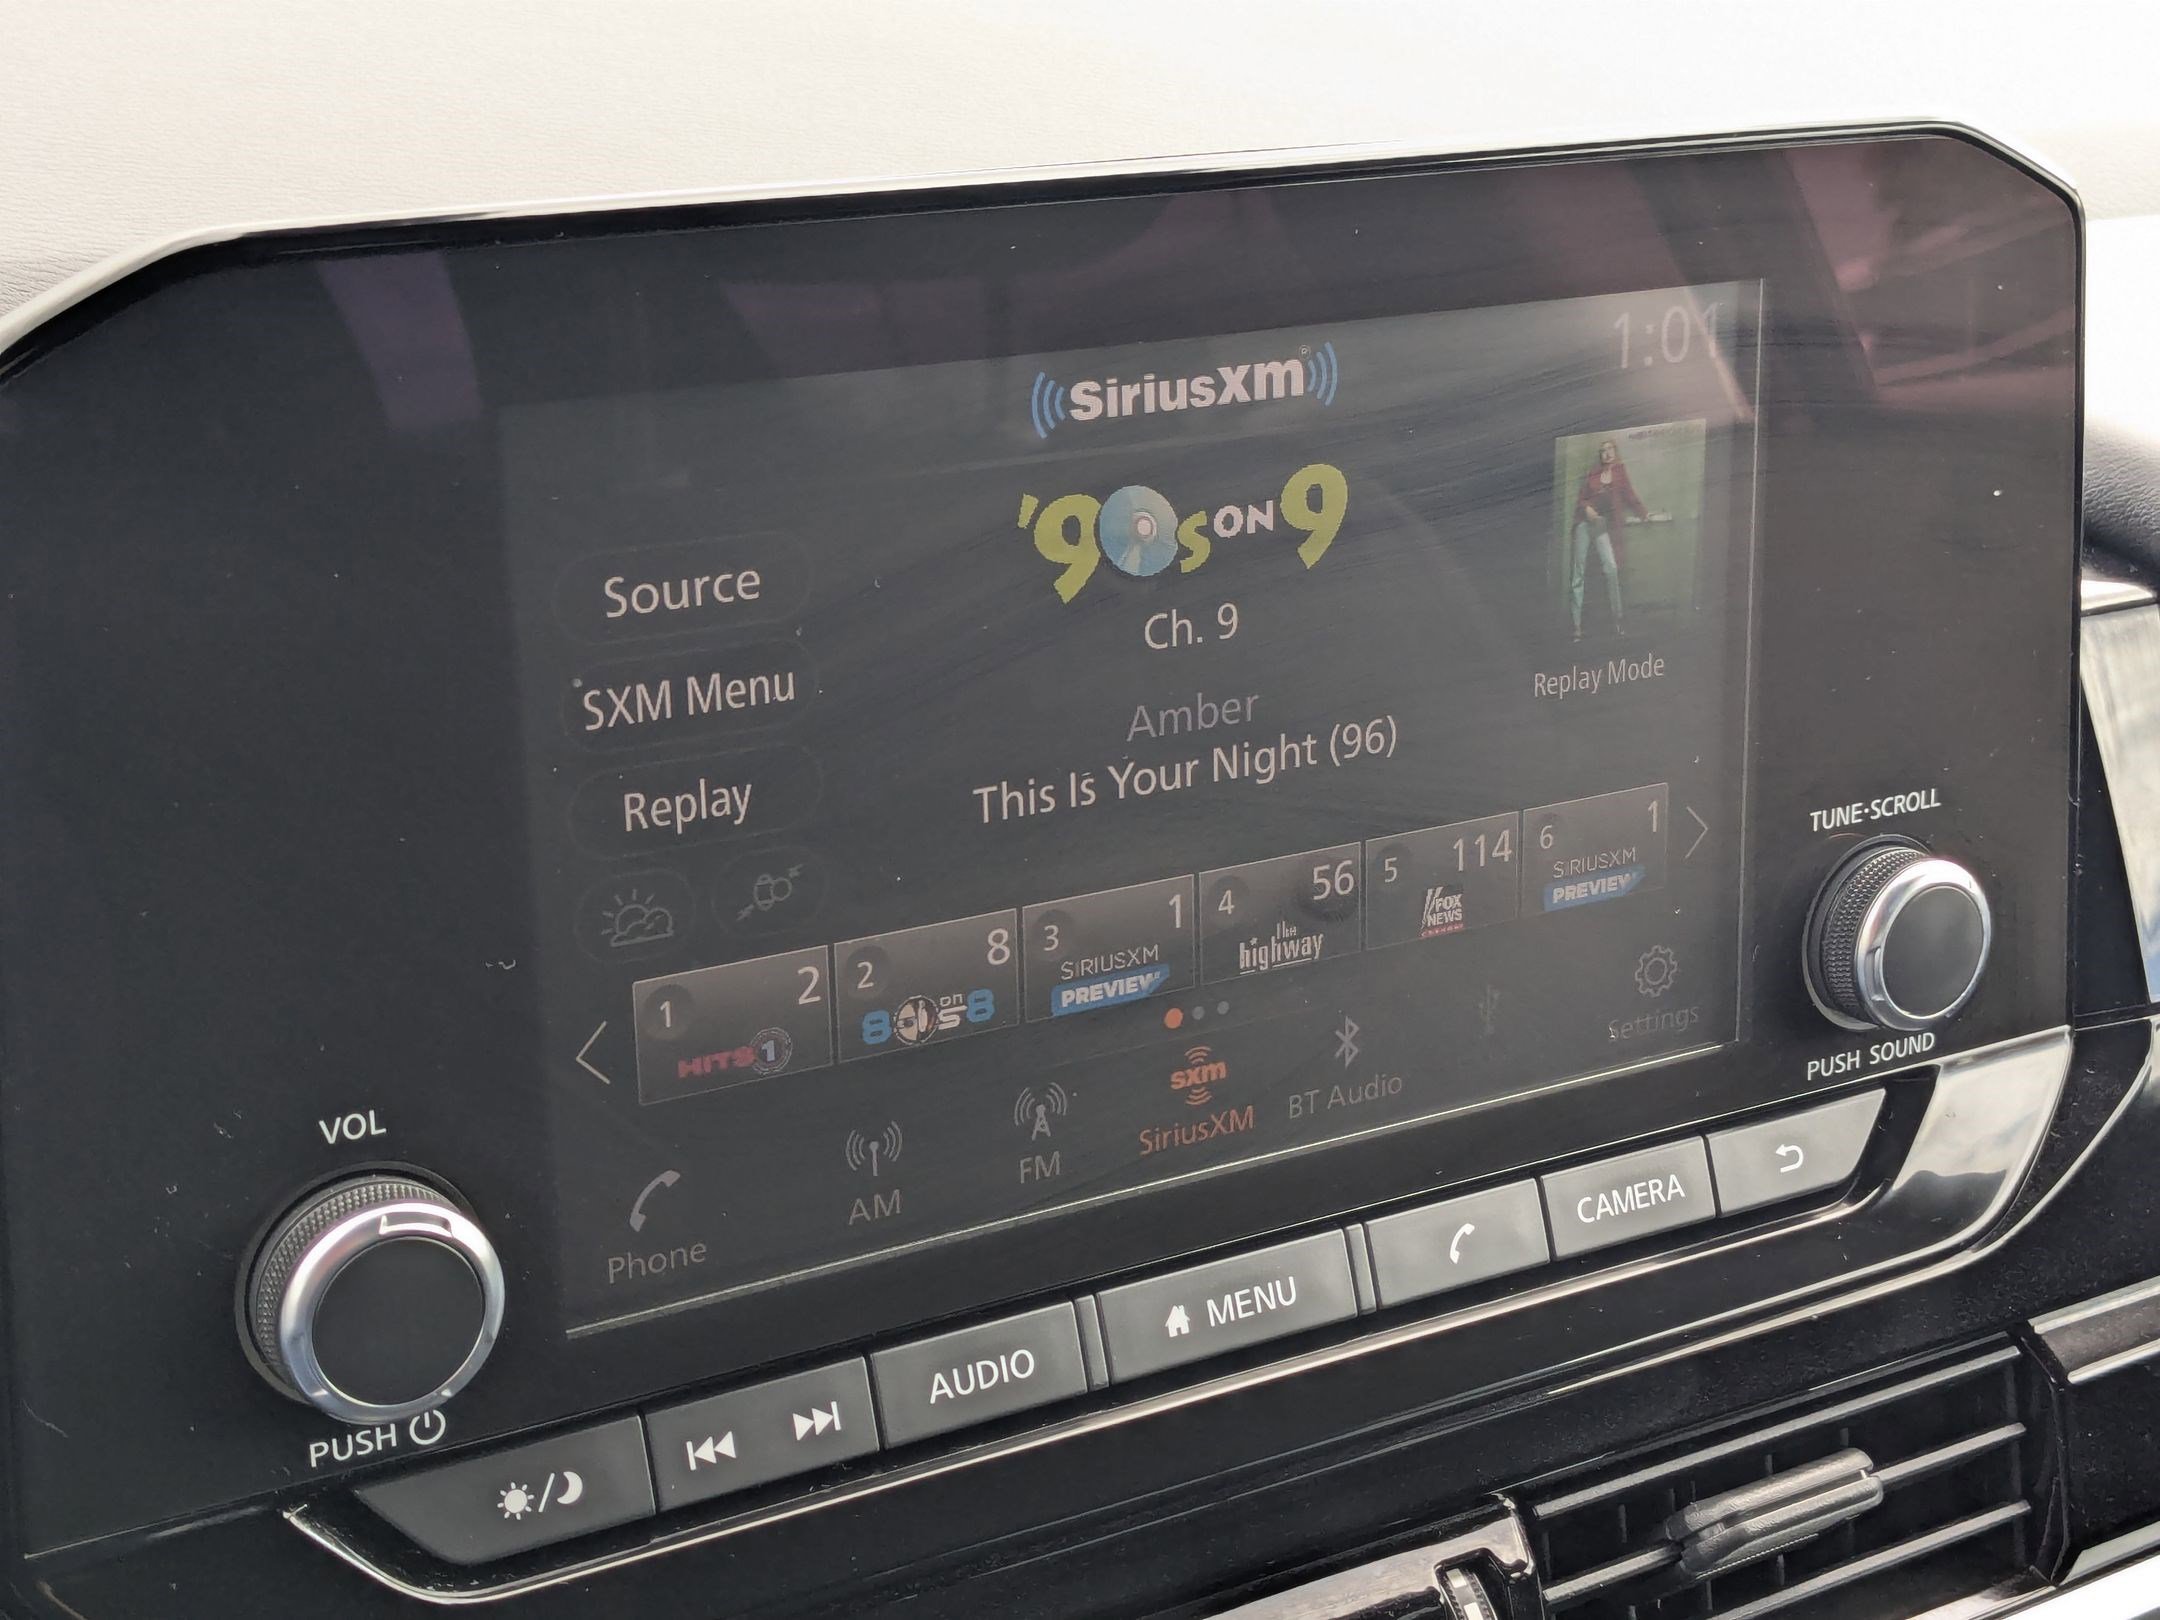 1:01
SiriusXM®
'90s ON 9
Ch. 9
Source
SXM Menu
Replay
Replay Mode
Amber
This Is Your Night (96)
1 2
HITS 1
2 8
80s on 8
3 1
SIRIUSXM
PREVIEW
4 56
the
highway
5 114
FOX
NEWS
6 1
SIRIUSXM
PREVIEW
Phone
AM
FM
sxm
SiriusXM
BT Audio
Settings
VOL
PUSH
TUNE·SCROLL
PUSH SOUND
AUDIO
MENU
CAMERA